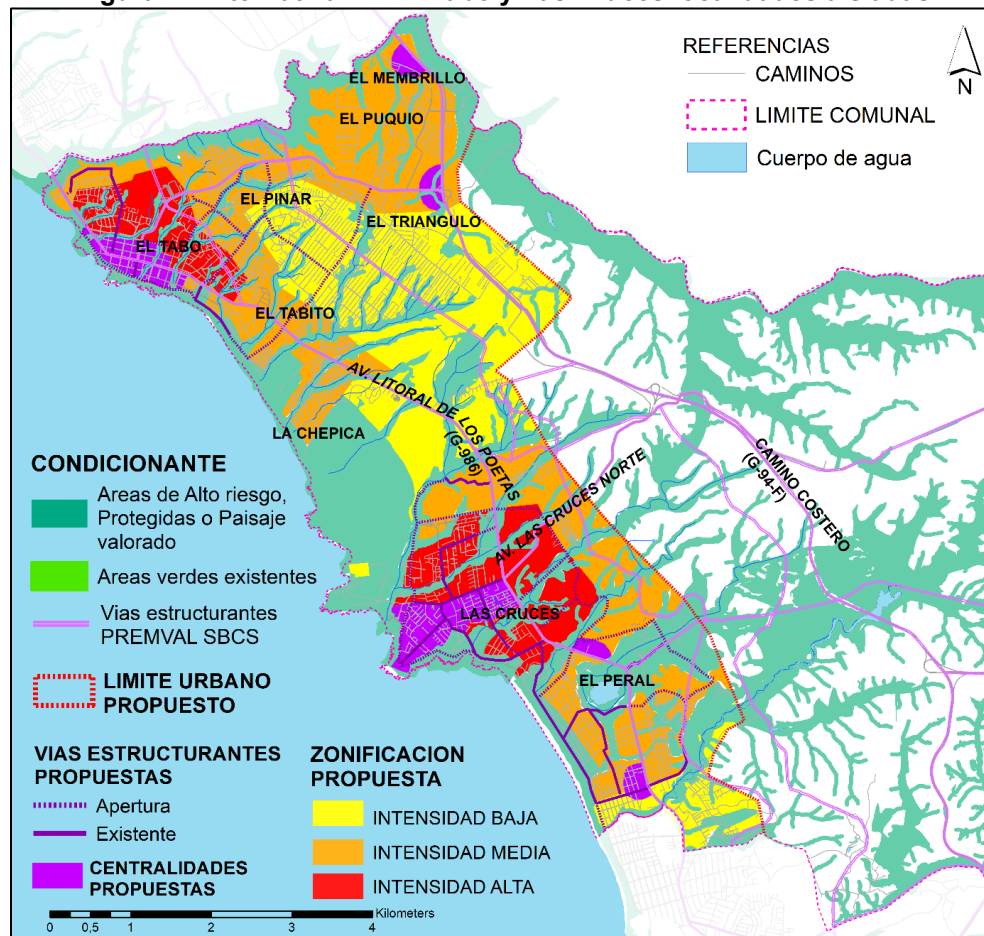 REFERENCIAS
CAMINOS
LIMITE COMUNAL
Cuerpo de agua
N
EL MEMBRILLO
EL PUQUIO
EL PINAR
EL TRIANGULO
EL TABO
EL TABITO
AV. LITORAL DE LOS POETAS
(G-986)
LA CHEPICA
AV. LAS CRUCES NORTE
CAMINO COSTERO
(G-94-F)
LAS CRUCES
EL PERAL
CONDICIONANTE
Areas de Alto riesgo,
Protegidas o Paisaje
valorado
Areas verdes existentes
Vias estructurantes
PREMVAL SBCS
LIMITE URBANO
PROPUESTO
VIAS ESTRUCTURANTES
PROPUESTAS
Apertura
Existente
CENTRALIDADES
PROPUESTAS
ZONIFICACION
PROPUESTA
INTENSIDAD BAJA
INTENSIDAD MEDIA
INTENSIDAD ALTA
Kilometers
0 0,5 1 2 3 4